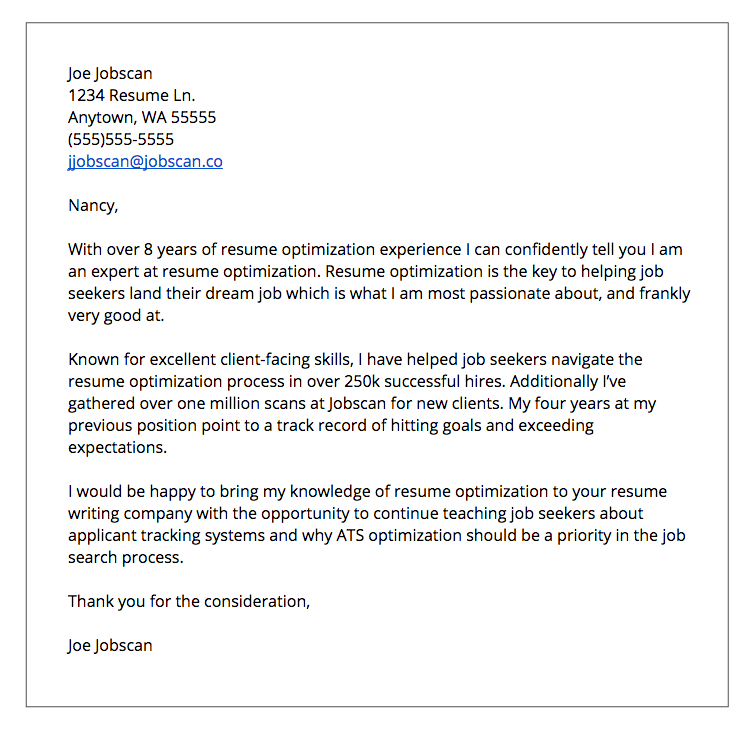 Joe Jobscan
1234 Resume Ln.
Anytown, WA 55555
(555)555-5555
jjobscan@jobscan.co
Nancy,
With over 8 years of resume optimization experience I can confidently tell you I am
an expert at resume optimization. Resume optimization is the key to helping job
seekers land their dream job which is what I am most passionate about, and frankly
very good at.
Known for excellent client-facing skills, I have helped job seekers navigate the
resume optimization process in over 250k successful hires. Additionally I’ve
gathered over one million scans at Jobscan for new clients. My four years at my
previous position point to a track record of hitting goals and exceeding
expectations.
I would be happy to bring my knowledge of resume optimization to your resume
writing company with the opportunity to continue teaching job seekers about
applicant tracking systems and why ATS optimization should be a priority in the job
search process.
Thank you for the consideration,
Joe Jobscan